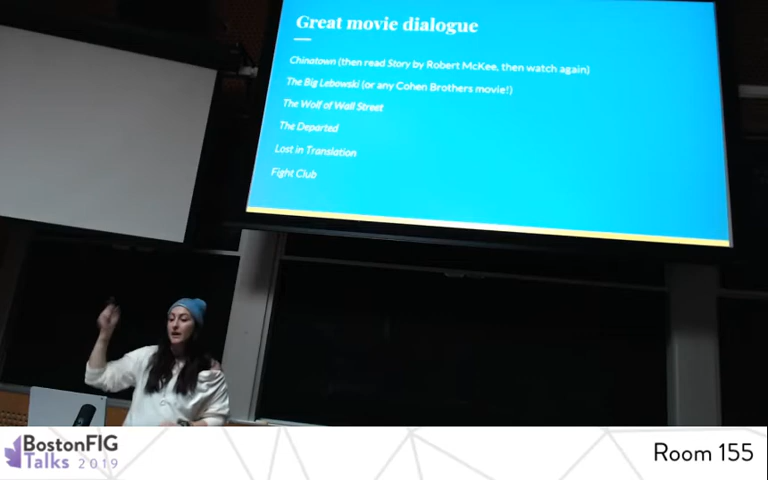 Great movie dialogue
Chinatown (then read Story by Robert McKee, then watch again)
The Big Lebowski (or any Cohen Brothers movie!)
The Wolf of Wall Street
The Departed
Lost in Translation
Fight Club
BostonFIG
Talks 2019
Room 155